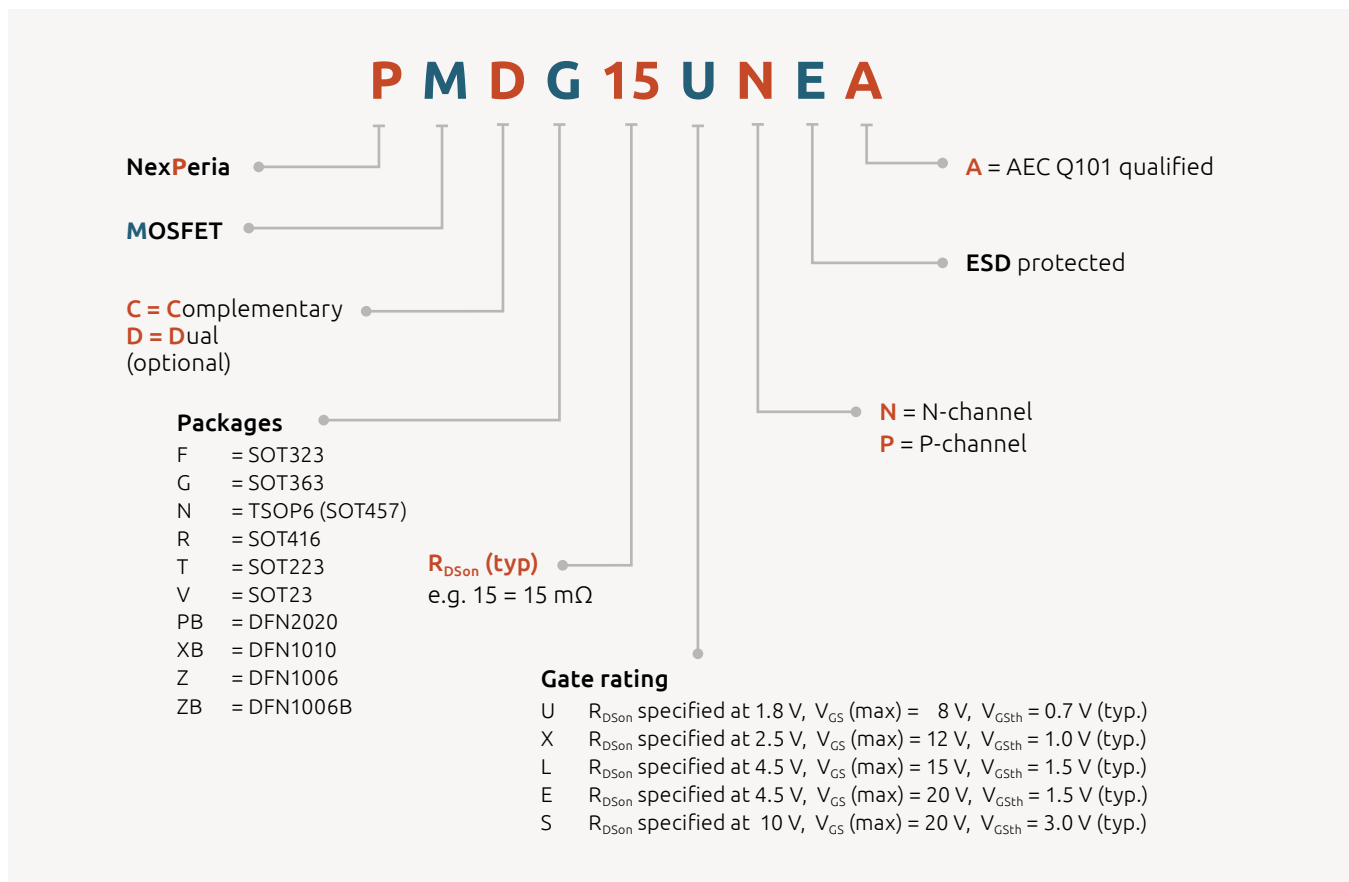 P M D G 15 U N E A
NexPeria
A = AEC Q101 qualified
MOSFET
ESD protected
C = Complementary
D = Dual
(optional)
N = N-channel
P = P-channel
Packages
F = SOT323
G = SOT363
N = TSOP6 (SOT457)
R = SOT416
T = SOT223
V = SOT23
PB = DFN2020
XB = DFN1010
Z = DFN1006
ZB = DFN1006B
RDSon (typ)
e.g. 15 = 15 mΩ
Gate rating
U RDSon specified at 1.8 V, VGS (max) = 8 V, VGSth = 0.7 V (typ.)
X RDSon specified at 2.5 V, VGS (max) = 12 V, VGSth = 1.0 V (typ.)
L RDSon specified at 4.5 V, VGS (max) = 15 V, VGSth = 1.5 V (typ.)
E RDSon specified at 4.5 V, VGS (max) = 20 V, VGSth = 1.5 V (typ.)
S RDSon specified at 10 V, VGS (max) = 20 V, VGSth = 3.0 V (typ.)